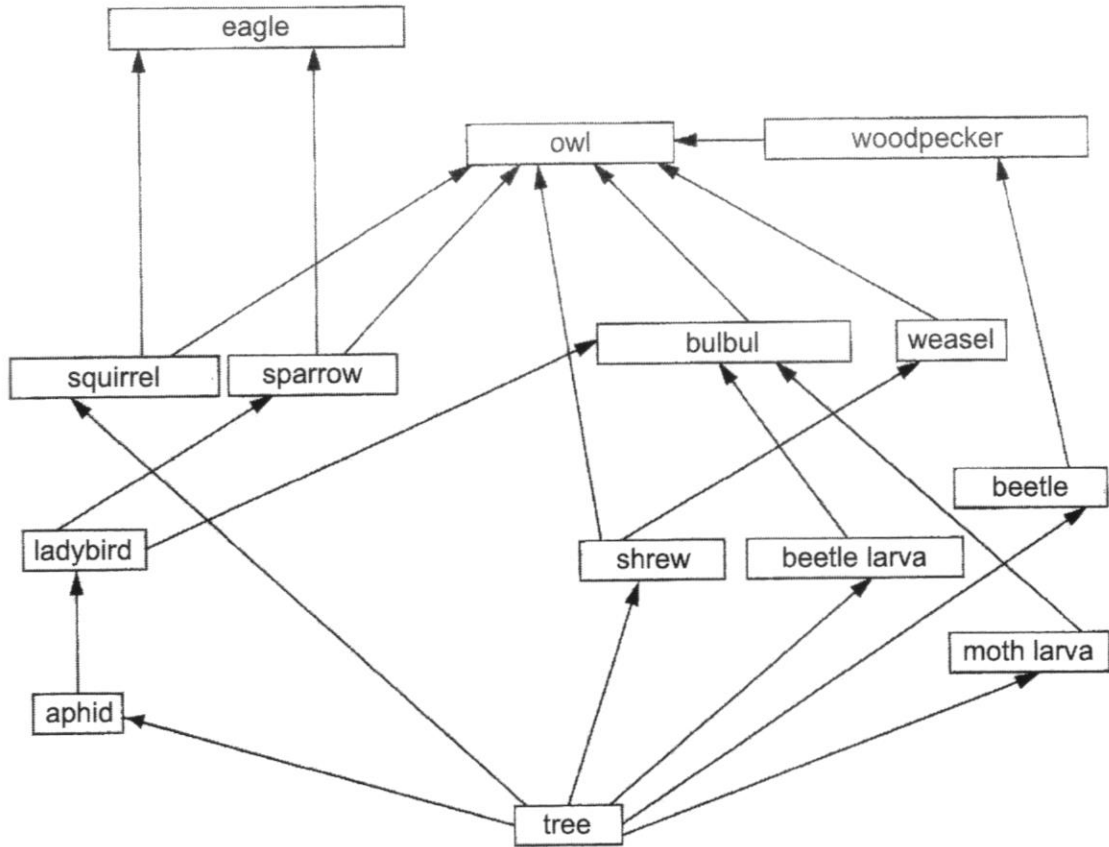 eagle
owl
woodpecker
squirrel
sparrow
bulbul
weasel
beetle
ladybird
shrew
beetle larva
moth larva
aphid
tree